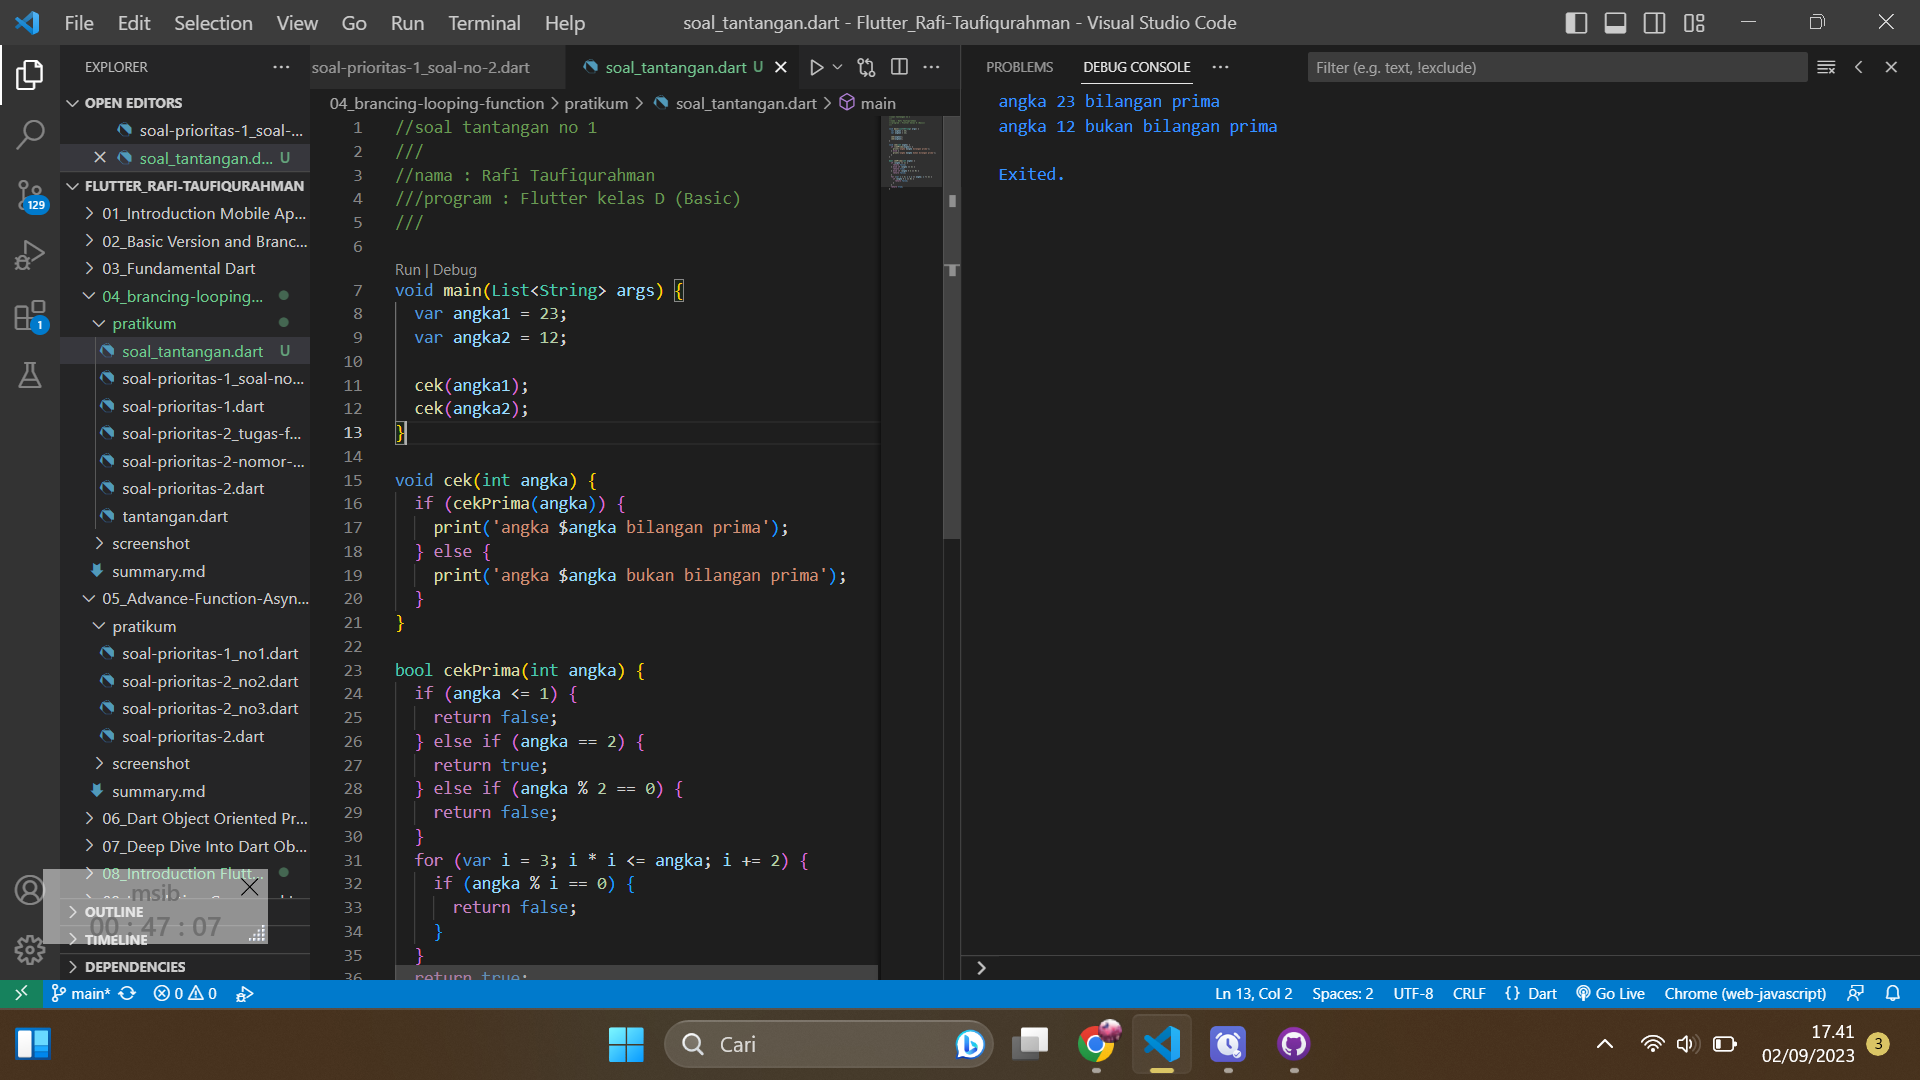 File Edit Selection View Go Run Terminal Help
soal_tantangan.dart - Flutter_Rafi-Taufiqurahman - Visual Studio Code
EXPLORER
OPEN EDITORS
soal-prioritas-1_soal-...
soal_tantangan.d... U
FLUTTER_RAFI-TAUFIQURAHMAN
01_Introduction Mobile Ap...
02_Basic Version and Branc...
03_Fundamental Dart
04_brancing-looping...
pratikum
soal_tantangan.dart U
soal-prioritas-1_soal-no...
soal-prioritas-1.dart
soal-prioritas-2_tugas-f...
soal-prioritas-2-nomor-...
soal-prioritas-2.dart
tantangan.dart
screenshot
summary.md
05_Advance-Function-Asyn...
pratikum
soal-prioritas-1_no1.dart
soal-prioritas-2_no2.dart
soal-prioritas-2_no3.dart
soal-prioritas-2.dart
screenshot
summary.md
06_Dart Object Oriented Pr...
07_Deep Dive Into Dart Ob...
08_Introduction Flutt...
OUTLINE
TIMELINE
DEPENDENCIES
msib
00 : 47 : 07
129
1
soal-prioritas-1_soal-no-2.dart
soal_tantangan.dart U
04_brancing-looping-function > pratikum > soal_tantangan.dart > main
1 //soal tantangan no 1
2 ///
3 //nama : Rafi Taufiqurahman
4 ///program : Flutter kelas D (Basic)
5 ///
6
Run | Debug
7 void main(List<String> args) {
8 var angka1 = 23;
9 var angka2 = 12;
10
11 cek(angka1);
12 cek(angka2);
13 }
14
15 void cek(int angka) {
16 if (cekPrima(angka)) {
17 print('angka $angka bilangan prima');
18 } else {
19 print('angka $angka bukan bilangan prima');
20 }
21 }
22
23 bool cekPrima(int angka) {
24 if (angka <= 1) {
25 return false;
26 } else if (angka == 2) {
27 return true;
28 } else if (angka % 2 == 0) {
29 return false;
30 }
31 for (var i = 3; i * i <= angka; i += 2) {
32 if (angka % i == 0) {
33 return false;
34 }
35 }
36 return true;
PROBLEMS DEBUG CONSOLE
Filter (e.g. text, !exclude)
angka 23 bilangan prima
angka 12 bukan bilangan prima
Exited.
main* 0 0
Ln 13, Col 2 Spaces: 2 UTF-8 CRLF {} Dart Go Live Chrome (web-javascript)
Cari
17.41
02/09/2023
3